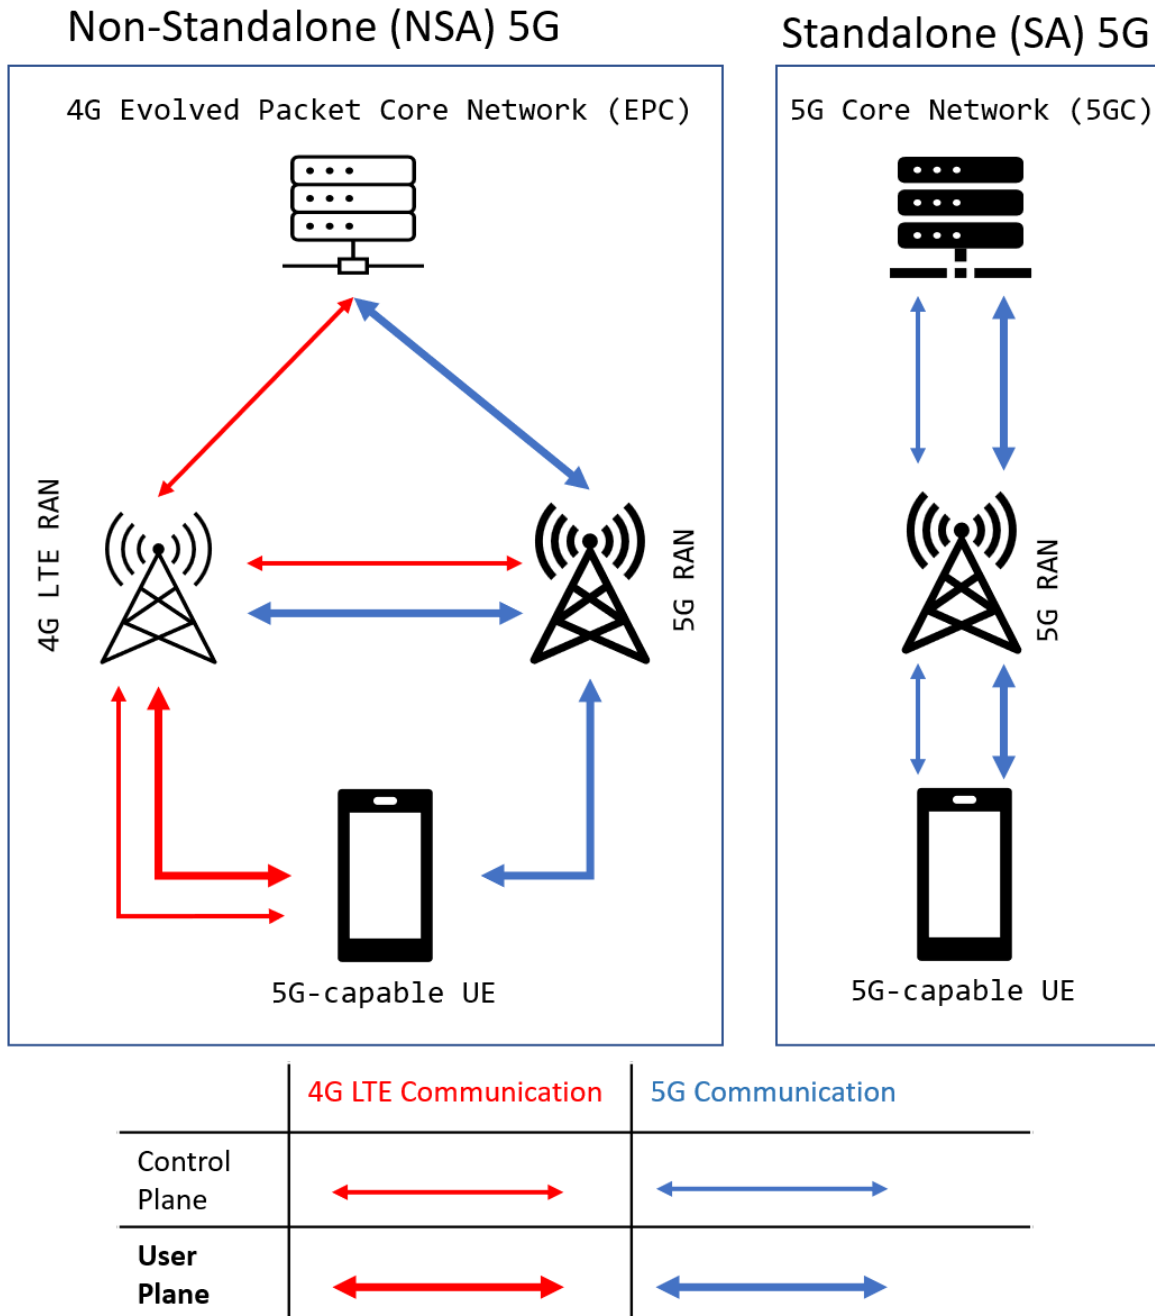 Non-Standalone (NSA) 5G
Standalone (SA) 5G
4G Evolved Packet Core Network (EPC)
5G Core Network (5GC)
4G LTE RAN
5G RAN
5G RAN
5G-capable UE
5G-capable UE
4G LTE Communication
5G Communication
Control
Plane
User
Plane